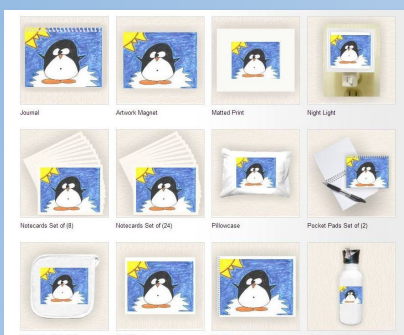 Journal
Artwork Magnet
Matted Print
Night Light
Notecards Set of (8)
Notecards Set of (24)
Pillowcase
Pocket Pads Set of (2)